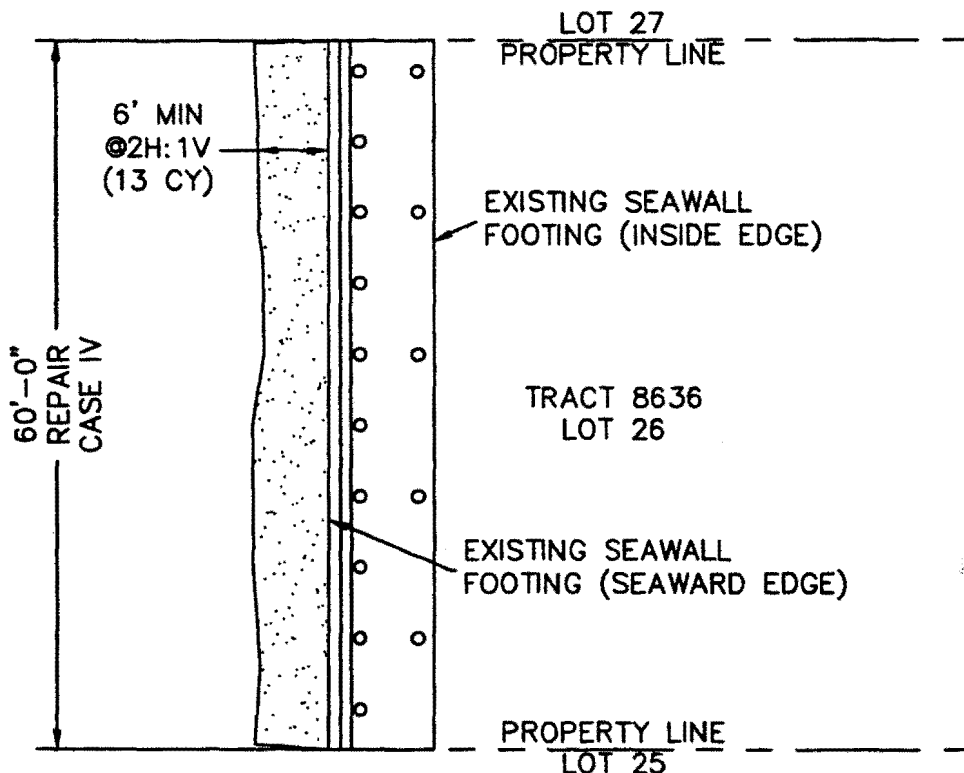 LOT 27
PROPERTY LINE
6' MIN
@2H:1V
(13 CY)
EXISTING SEAWALL
FOOTING (INSIDE EDGE)
60'-0"
REPAIR
CASE IV
TRACT 8636
LOT 26
EXISTING SEAWALL
FOOTING (SEAWARD EDGE)
PROPERTY LINE
LOT 25